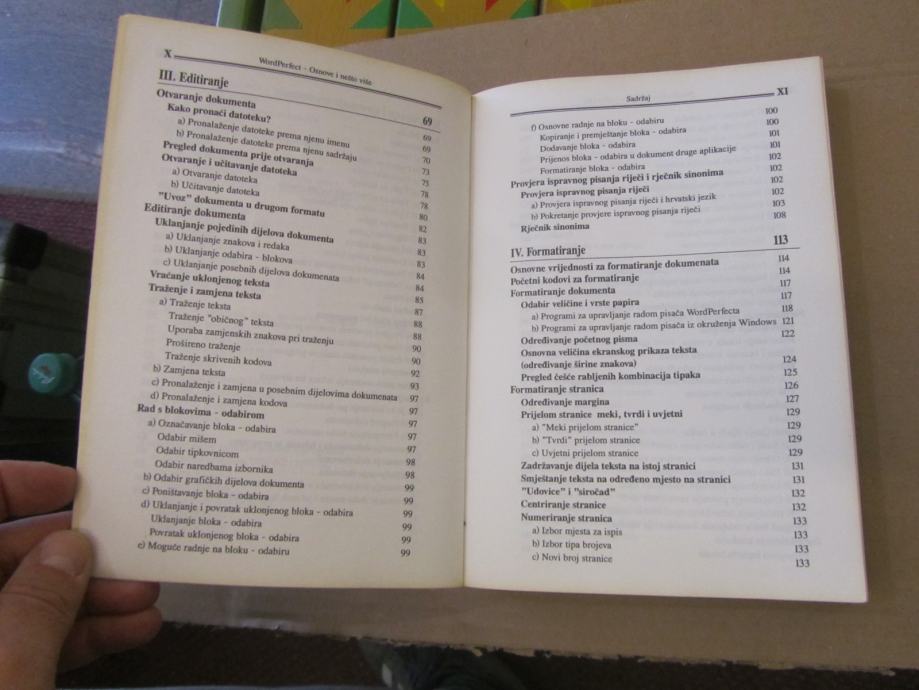 X WordPerfect - Osnove i nešto više
III. Editiranje 69
Otvaranje dokumenta 69
Kako pronaći datoteku? 69
a) Pronalaženje datoteke prema njenu imenu 70
b) Pronalaženje datoteke prema njenu sadržaju 73
Pregled dokumenta prije otvaranja 75
Otvaranje i učitavanje datoteka 78
a) Otvaranje datoteka 78
b) Učitavanje datoteka 80
"Uvoz" dokumenta u drugom formatu 82
Editiranje dokumenta 83
Uklanjanje pojedinih dijelova dokumenta 83
a) Uklanjanje znakova i redaka 83
b) Uklanjanje odabira - blokova 84
c) Uklanjanje posebnih dijelova dokumenata 84
Vraćanje uklonjenog teksta 85
Traženje i zamjena teksta 87
a) Traženje teksta 88
Traženje "običnog" teksta 88
Uporaba zamjenskih znakova pri traženju 90
Prošireno traženje 90
Traženje skrivenih kodova 92
b) Zamjena teksta 93
c) Pronalaženje i zamjena u posebnim dijelovima dokumenata 97
d) Pronalaženje i zamjena kodova 97
Rad s blokovima - odabirom 97
a) Označavanje bloka - odabira 97
Odabir mišem 97
Odabir tipkovnicom 98
Odabir naredbama izbornika 98
b) Odabir grafičkih dijelova dokumenta 99
c) Poništavanje bloka - odabira 99
d) Uklanjanje i povratak uklonjenog bloka - odabira 99
Uklanjanje bloka - odabira 99
Povratak uklonjenog bloka - odabira 99
e) Moguće radnje na bloku - odabiru 99
Sadržaj XI
f) Osnovne radnje na bloku - odabiru 100
Kopiranje i premještanje bloka - odabira 100
Dodavanje bloka - odabira 101
Prijenos bloka - odabira u dokument druge aplikacije 101
Formatiranje bloka - odabira 102
Provjera ispravnog pisanja riječi i rječnik sinonima 102
Provjera ispravnog pisanja riječi 102
a) Provjera ispravnog pisanja riječi i hrvatski jezik 102
b) Pokretanje provjere ispravnog pisanja riječi 103
Rječnik sinonima 108
IV. Formatiranje 113
Osnovne vrijednosti za formatiranje dokumenata 114
Početni kodovi za formatiranje 114
Formatiranje dokumenta 117
Odabir veličine i vrste papira 117
a) Programi za upravljanje radom pisača WordPerfecta 118
b) Programi za upravljanje radom pisača iz okruženja Windows 121
Određivanje početnog pisma 122
Osnovna veličina ekranskog prikaza teksta
(određivanje širine znakova) 124
Pregled češće rabljenih kombinacija tipaka 125
Formatiranje stranica 126
Određivanje margina 127
Prijelom stranice meki, tvrdi i uvjetni 129
a) "Meki prijelom stranice" 129
b) "Tvrdi" prijelom stranice 129
c) Uvjetni prijelom stranice 129
Zadržavanje dijela teksta na istoj stranici 131
Smještanje teksta na određeno mjesto na stranici 131
"Udovice" i "siročad" 132
Centriranje stranice 132
Numeriranje stranica 133
a) Izbor mjesta za ispis 133
b) Izbor tipa brojeva 133
c) Novi broj stranice 133